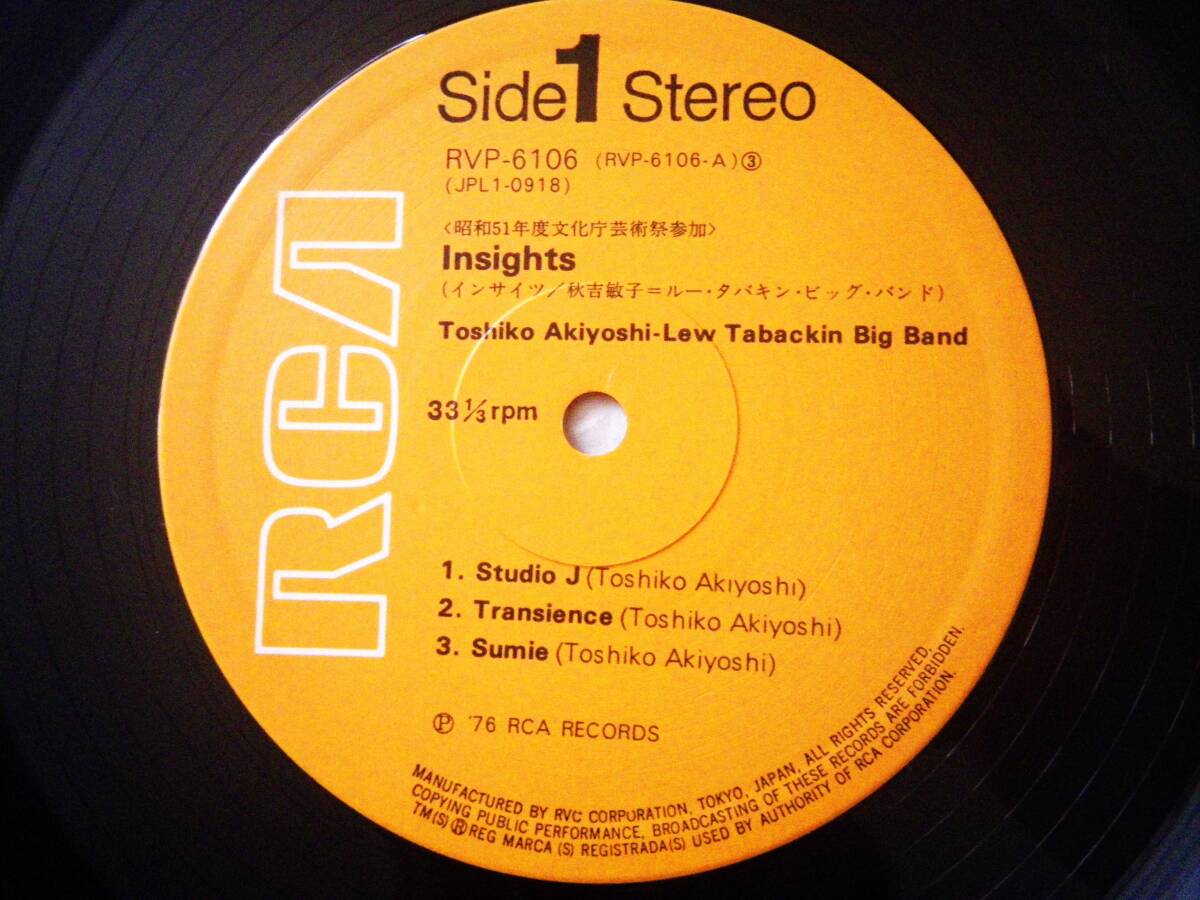 Side 1 Stereo
RVP-6106 (RVP-6106-A) ③
(JPL1-0918)
<昭和51年度文化庁芸術祭参加>
Insights
(インサイツ/秋吉敏子=ルー・タバキン・ビッグ・バンド)
Toshiko Akiyoshi-Lew Tabackin Big Band
33⅓rpm
RCA
1. Studio J (Toshiko Akiyoshi)
2. Transience (Toshiko Akiyoshi)
3. Sumie (Toshiko Akiyoshi)
Ⓟ '76 RCA RECORDS
MANUFACTURED BY RVC CORPORATION, TOKYO, JAPAN, ALL RIGHTS RESERVED.
COPYING PUBLIC PERFORMANCE, BROADCASTING OF THESE RECORDS ARE FORBIDDEN.
TM(S) ® REG MARCA (S) REGISTRADA(S) USED BY AUTHORITY OF RCA CORPORATION.